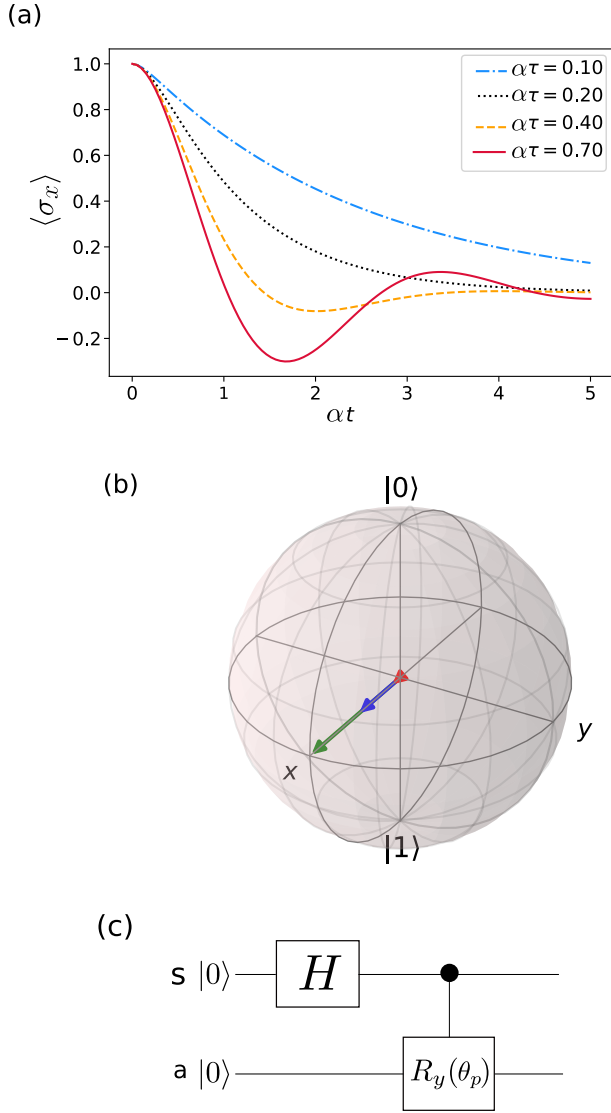 (a)
⟨σx⟩
1.0
0.8
0.6
0.4
0.2
0.0
−0.2
ατ = 0.10
ατ = 0.20
ατ = 0.40
ατ = 0.70
0 1 2 3 4 5
αt
(b)
|0⟩
y
x
|1⟩
(c)
S |0⟩ H
a |0⟩ Ry(θp)